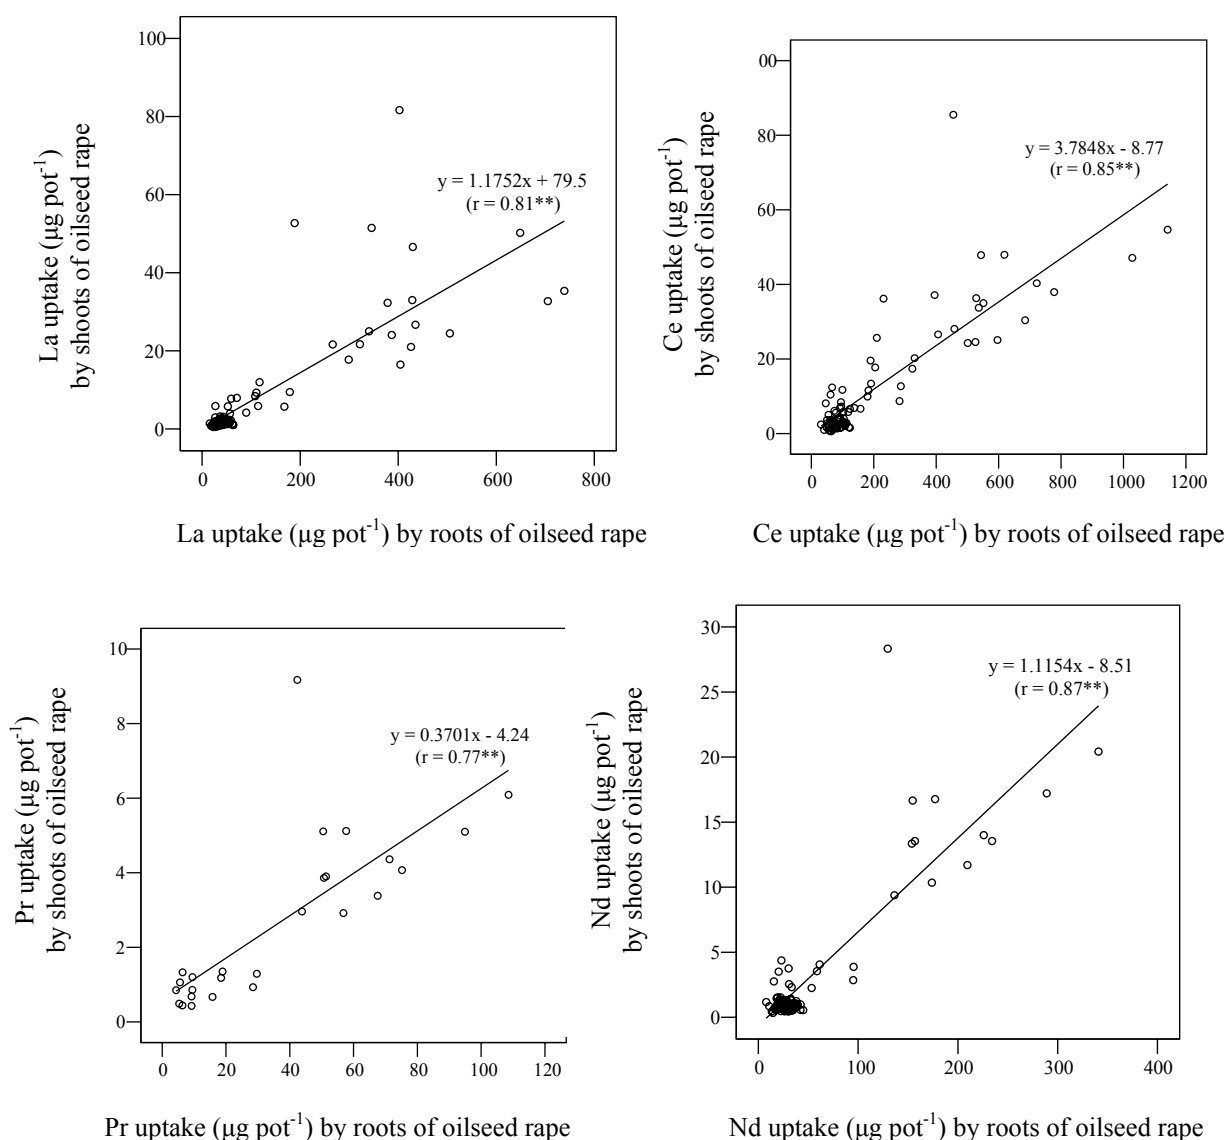 100
80
60
40
20
0
La uptake (µg pot⁻¹)
by shoots of oilseed rape
y = 1.1752x + 79.5
(r = 0.81**)
0 200 400 600 800
La uptake (µg pot⁻¹) by roots of oilseed rape
00
80
60
40
20
0
Ce uptake (µg pot⁻¹)
by shoots of oilseed rape
y = 3.7848x - 8.77
(r = 0.85**)
0 200 400 600 800 1000 1200
Ce uptake (µg pot⁻¹) by roots of oilseed rape
10
8
6
4
2
0
Pr uptake (µg pot⁻¹)
by shoots of oilseed rape
y = 0.3701x - 4.24
(r = 0.77**)
0 20 40 60 80 100 120
Pr uptake (µg pot⁻¹) by roots of oilseed rape
30
25
20
15
10
5
0
Nd uptake (µg pot⁻¹)
by shoots of oilseed rape
y = 1.1154x - 8.51
(r = 0.87**)
0 100 200 300 400
Nd uptake (µg pot⁻¹) by roots of oilseed rape